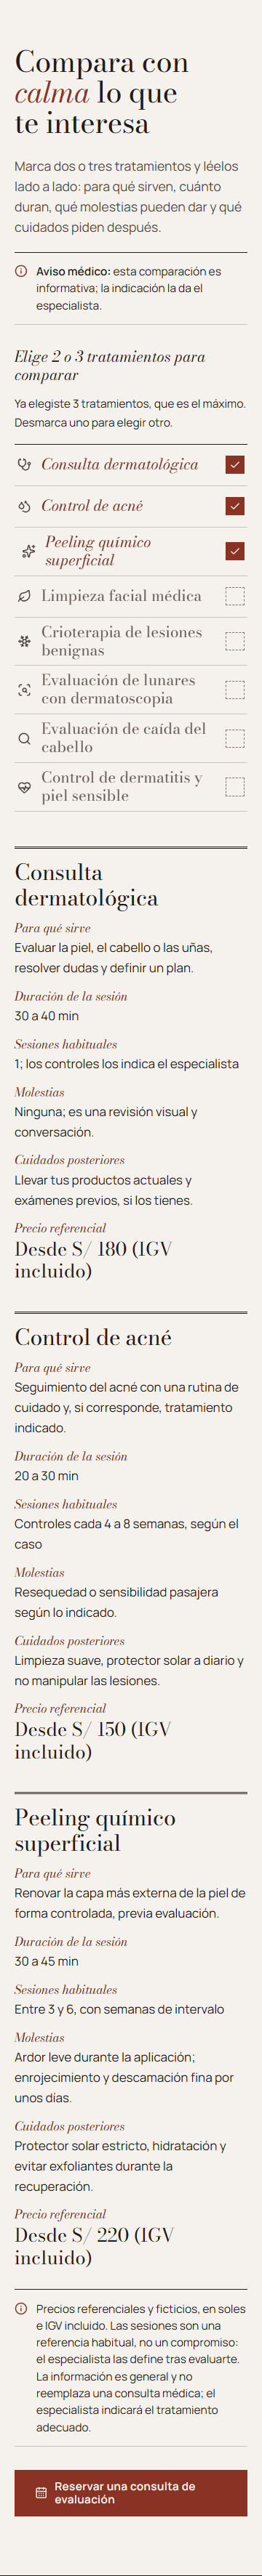 Compara con
calma lo que
te interesa
Marca dos o tres tratamientos y léelos
lado a lado: para qué sirven, cuánto
duran, qué molestias pueden dar y qué
cuidados piden después.
Aviso médico: esta comparación es
informativa; la indicación la da el
especialista.
Elige 2 o 3 tratamientos para
comparar
Ya elegiste 3 tratamientos, que es el máximo.
Desmarca uno para elegir otro.
Consulta dermatológica
Control de acné
Peeling químico
superficial
Limpieza facial médica
Crioterapia de lesiones
benignas
Evaluación de lunares
con dermatoscopia
Evaluación de caída del
cabello
Control de dermatitis y
piel sensible
Consulta
dermatológica
Para qué sirve
Evaluar la piel, el cabello o las uñas,
resolver dudas y definir un plan.
Duración de la sesión
30 a 40 min
Sesiones habituales
1; los controles los indica el especialista
Molestias
Ninguna; es una revisión visual y
conversación.
Cuidados posteriores
Llevar tus productos actuales y
exámenes previos, si los tienes.
Precio referencial
Desde S/ 180 (IGV
incluido)
Control de acné
Para qué sirve
Seguimiento del acné con una rutina de
cuidado y, si corresponde, tratamiento
indicado.
Duración de la sesión
20 a 30 min
Sesiones habituales
Controles cada 4 a 8 semanas, según el
caso
Molestias
Resequedad o sensibilidad pasajera
según lo indicado.
Cuidados posteriores
Limpieza suave, protector solar a diario y
no manipular las lesiones.
Precio referencial
Desde S/ 150 (IGV
incluido)
Peeling químico
superficial
Para qué sirve
Renovar la capa más externa de la piel de
forma controlada, previa evaluación.
Duración de la sesión
30 a 45 min
Sesiones habituales
Entre 3 y 6, con semanas de intervalo
Molestias
Ardor leve durante la aplicación;
enrojecimiento y descamación fina por
unos días.
Cuidados posteriores
Protector solar estricto, hidratación y
evitar exfoliantes durante la
recuperación.
Precio referencial
Desde S/ 220 (IGV
incluido)
Precios referenciales y ficticios, en soles
e IGV incluido. Las sesiones son una
referencia habitual, no un compromiso:
el especialista las define tras evaluarte.
La información es general y no
reemplaza una consulta médica; el
especialista indicará el tratamiento
adecuado.
Reservar una consulta de
evaluación